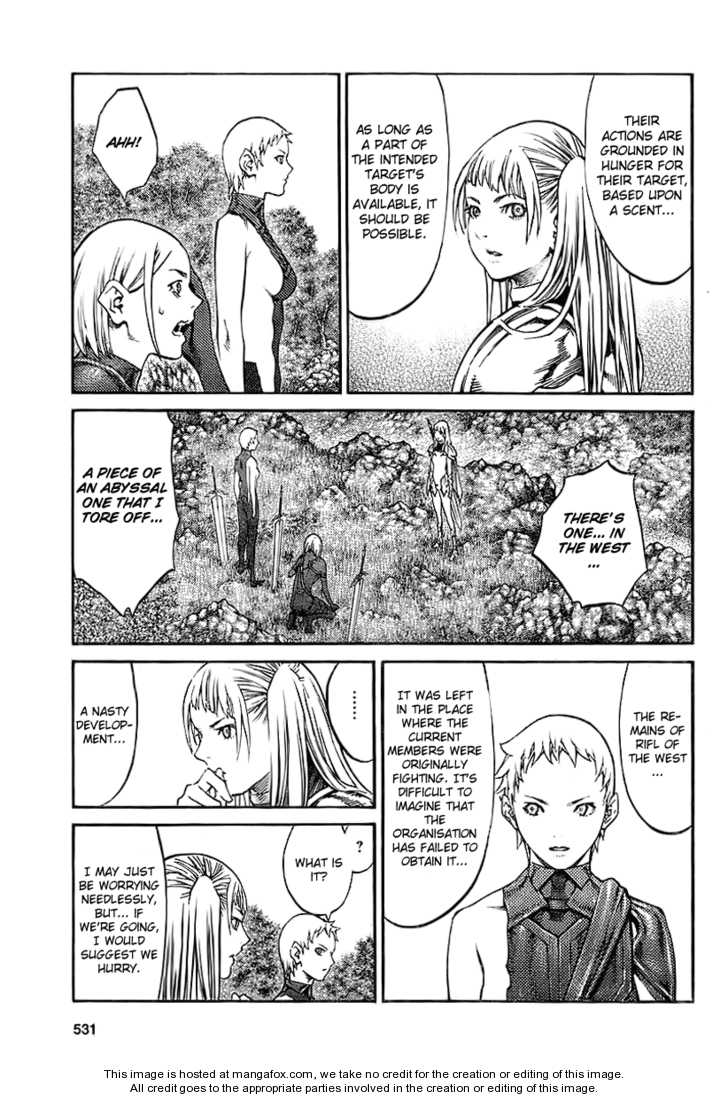 THEIR
ACTIONS ARE
GROUNDED IN
HUNGER FOR
THEIR TARGET,
BASED UPON
A SCENT...
AS LONG AS
A PART OF
THE INTENDED
TARGET'S
BODY IS
AVAILABLE, IT
SHOULD BE
POSSIBLE.
AHH!
THERE'S
ONE... IN
THE WEST
...
A PIECE OF
AN ABYSSAL
ONE THAT I
TORE OFF...
THE RE-
MAINS OF
RIFL OF
THE WEST
...
IT WAS LEFT
IN THE PLACE
WHERE THE
CURRENT
MEMBERS WERE
ORIGINALLY
FIGHTING. IT'S
DIFFICULT TO
IMAGINE THAT
THE
ORGANISATION
HAS FAILED TO
OBTAIN IT...
......
A NASTY
DEVELOP-
MENT...
?
WHAT IS
IT?
I MAY JUST
BE WORRYING
NEEDLESSLY,
BUT... IF
WE'RE GOING,
I WOULD
SUGGEST WE
HURRY.
531
This image is hosted at mangafox.com, we take no credit for the creation or editing of this image.
All credit goes to the appropriate parties involved in the creation or editing of this image.